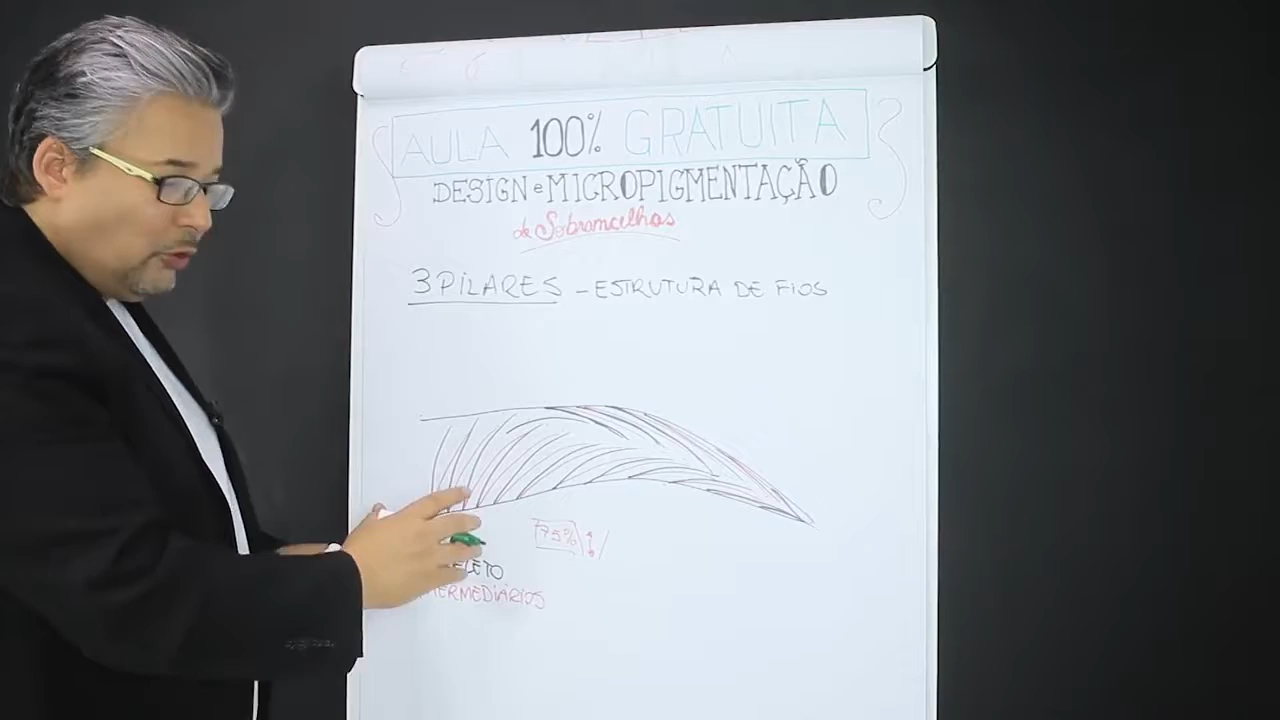 AULA 100% GRATUITA
DESIGN e MICROPIGMENTAÇÃO
de Sobrancelhas
3 PILARES - ESTRUTURA DE FIOS
75%